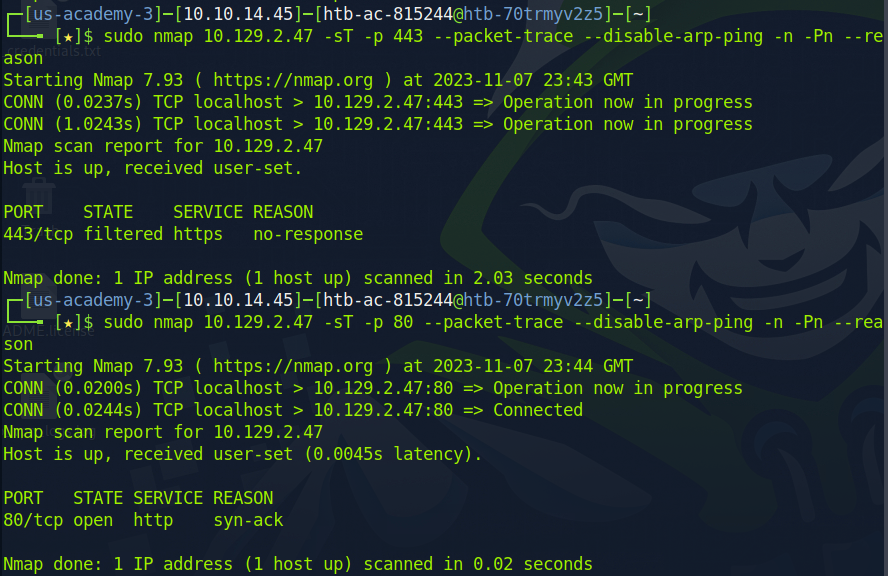 ┌─[us-academy-3]─[10.10.14.45]─[htb-ac-815244@htb-70trmyv2z5]─[~]
└──╼ [★]$ sudo nmap 10.129.2.47 -sT -p 443 --packet-trace --disable-arp-ping -n -Pn --re
credentials.txt
ason
Starting Nmap 7.93 ( https://nmap.org ) at 2023-11-07 23:43 GMT
CONN (0.0237s) TCP localhost > 10.129.2.47:443 => Operation now in progress
CONN (1.0243s) TCP localhost > 10.129.2.47:443 => Operation now in progress
Nmap scan report for 10.129.2.47
Host is up, received user-set.
PORT    STATE    SERVICE REASON
443/tcp filtered https   no-response
Nmap done: 1 IP address (1 host up) scanned in 2.03 seconds
┌─[us-academy-3]─[10.10.14.45]─[htb-ac-815244@htb-70trmyv2z5]─[~]
└──╼ [★]$ sudo nmap 10.129.2.47 -sT -p 80 --packet-trace --disable-arp-ping -n -Pn --rea
ADME.license
son
Starting Nmap 7.93 ( https://nmap.org ) at 2023-11-07 23:44 GMT
CONN (0.0200s) TCP localhost > 10.129.2.47:80 => Operation now in progress
CONN (0.0244s) TCP localhost > 10.129.2.47:80 => Connected
Nmap scan report for 10.129.2.47
Host is up, received user-set (0.0045s latency).
PORT   STATE SERVICE REASON
80/tcp open  http    syn-ack
Nmap done: 1 IP address (1 host up) scanned in 0.02 seconds